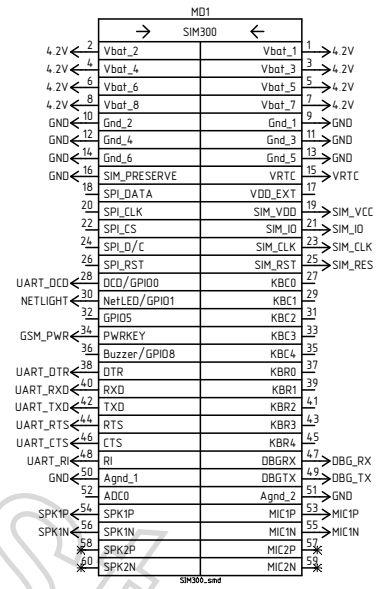 MD1
SIM300
4.2V 2 Vbat_2 Vbat_1 1 4.2V
4.2V 4 Vbat_4 Vbat_3 3 4.2V
4.2V 6 Vbat_6 Vbat_5 5 4.2V
4.2V 8 Vbat_8 Vbat_7 7 4.2V
GND 10 Gnd_2 Gnd_1 9 GND
GND 12 Gnd_4 Gnd_3 11 GND
GND 14 Gnd_6 Gnd_5 13 GND
GND 16 SIM_PRESERVE VRTC 15 VRTC
18 SPI_DATA VDD_EXT 17
20 SPI_CLK SIM_VDD 19 SIM_VCC
22 SPI_CS SIM_IO 21 SIM_IO
24 SPI_D/C SIM_CLK 23 SIM_CLK
26 SPI_RST SIM_RST 25 SIM_RES
UART_DCD 28 DCD/GPIO0 KBC0 27
NETLIGHT 30 NetLED/GPIO1 KBC1 29
32 GPIO5 KBC2 31
GSM_PWR 34 PWRKEY KBC3 33
36 Buzzer/GPIO8 KBC4 35
UART_DTR 38 DTR KBR0 37
UART_RXD 40 RXD KBR1 39
UART_TXD 42 TXD KBR2 41
UART_RTS 44 RTS KBR3 43
UART_CTS 46 CTS KBR4 45
UART_RI 48 RI DBGRX 47 DBG_RX
GND 50 Agnd_1 DBGTX 49 DBG_TX
52 ADC0 Agnd_2 51 GND
SPK1P 54 SPK1P MIC1P 53 MIC1P
SPK1N 56 SPK1N MIC1N 55 MIC1N
58 SPK2P MIC2P 57
60 SPK2N MIC2N 59
SIM300_smd